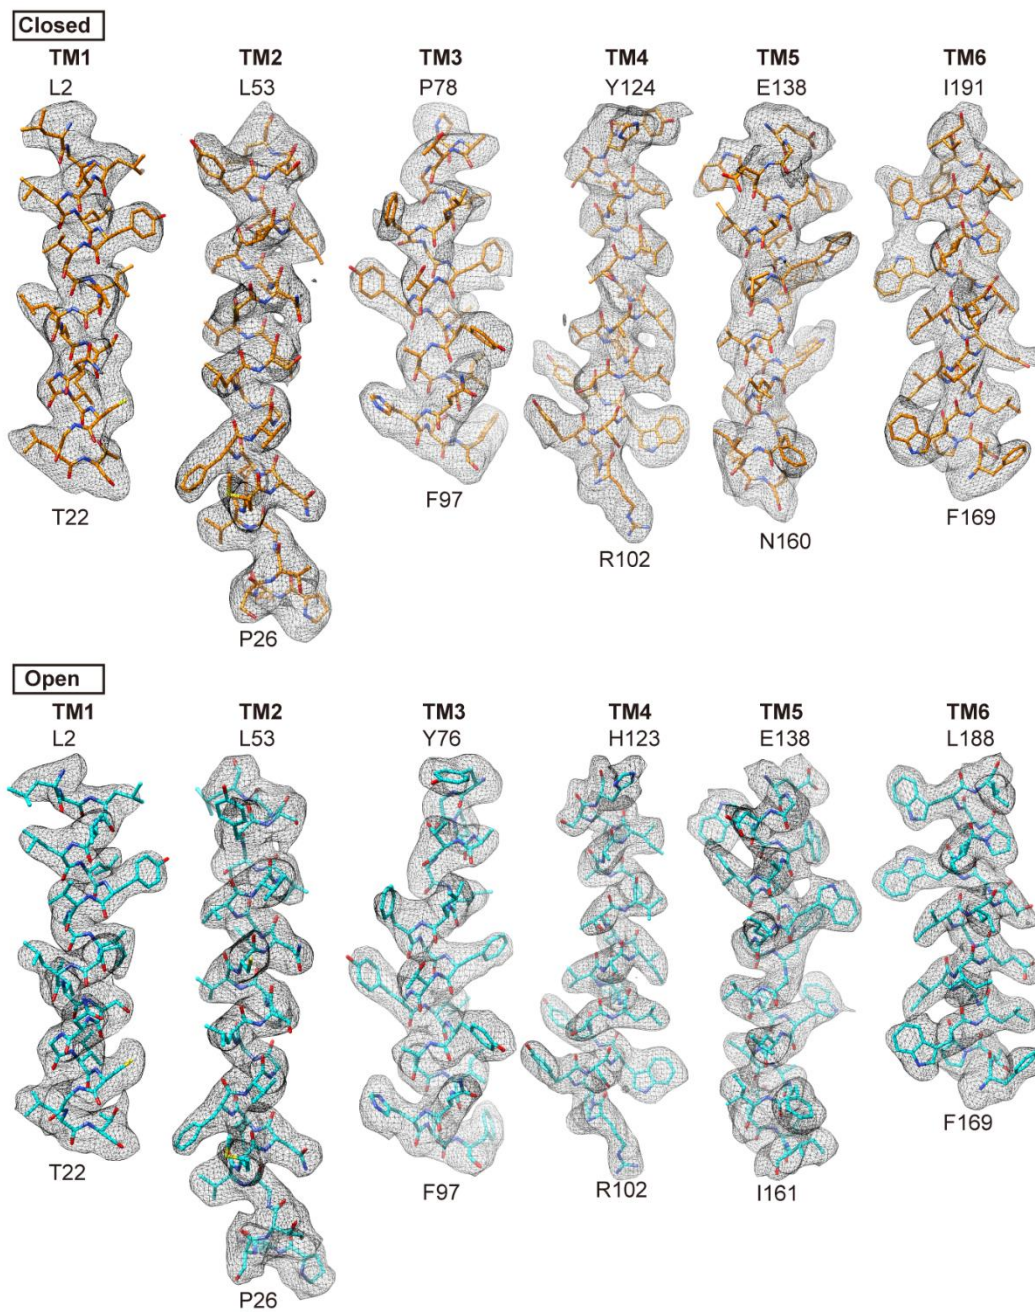 Closed
TM1 TM2 TM3 TM4 TM5 TM6
L2 L53 P78 Y124 E138 I191
T22 P26 F97 R102 N160 F169
Open
TM1 TM2 TM3 TM4 TM5 TM6
L2 L53 Y76 H123 E138 L188
T22 P26 F97 R102 I161 F169